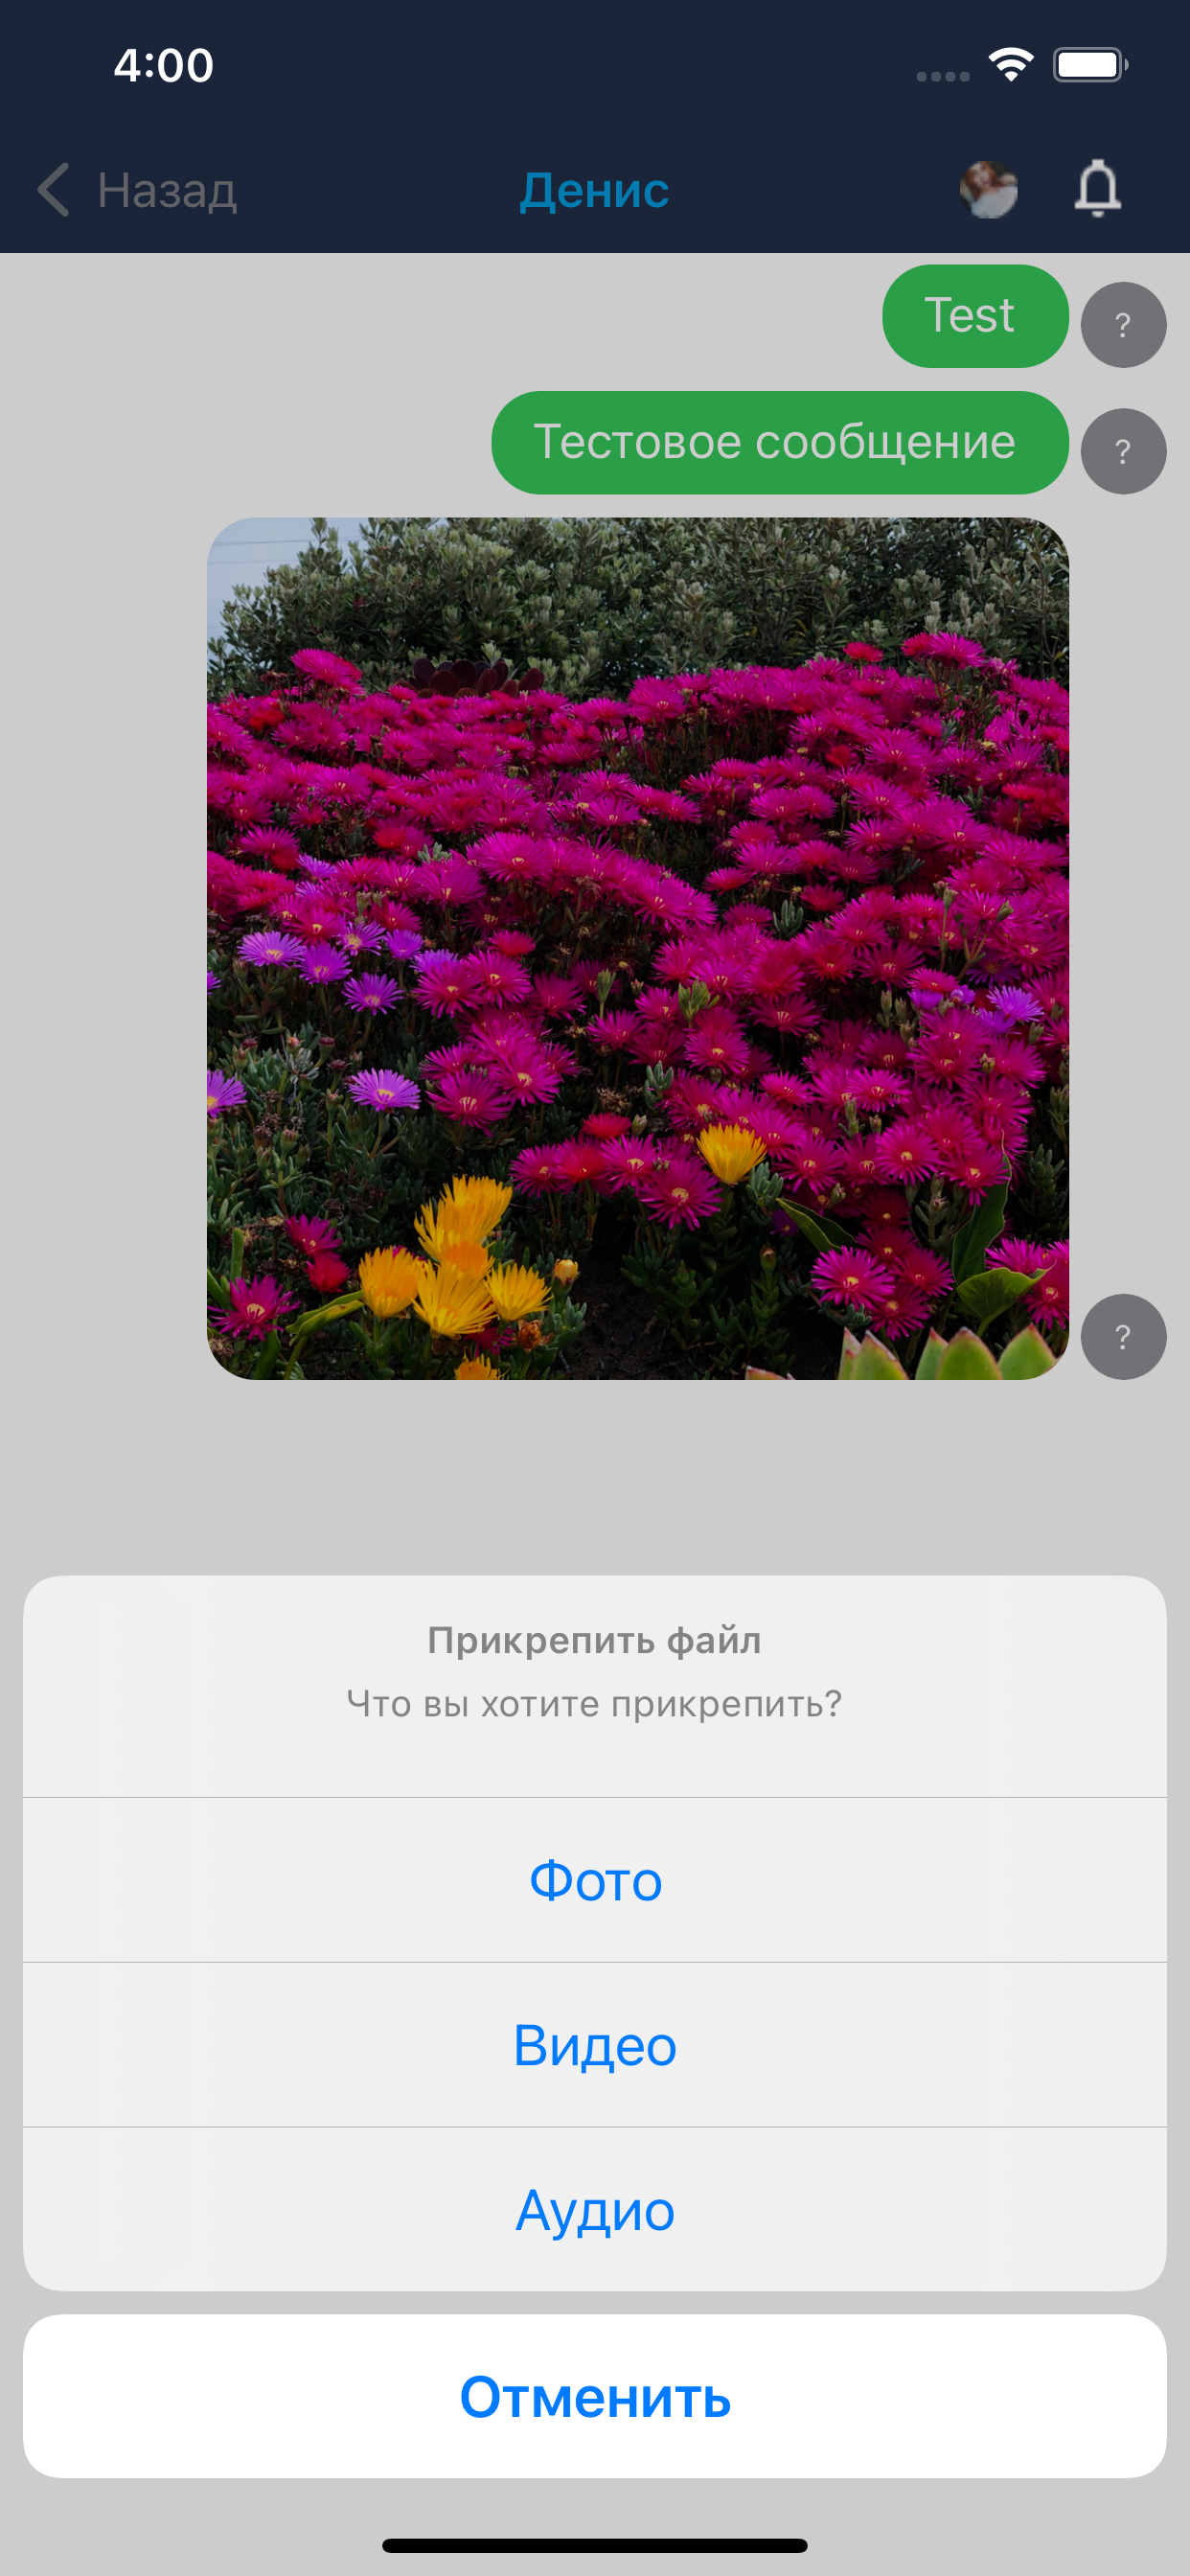 4:00
Назад
Денис
Test
?
Тестовое сообщение
?
?
Прикрепить файл
Что вы хотите прикрепить?
Фото
Видео
Аудио
Отменить